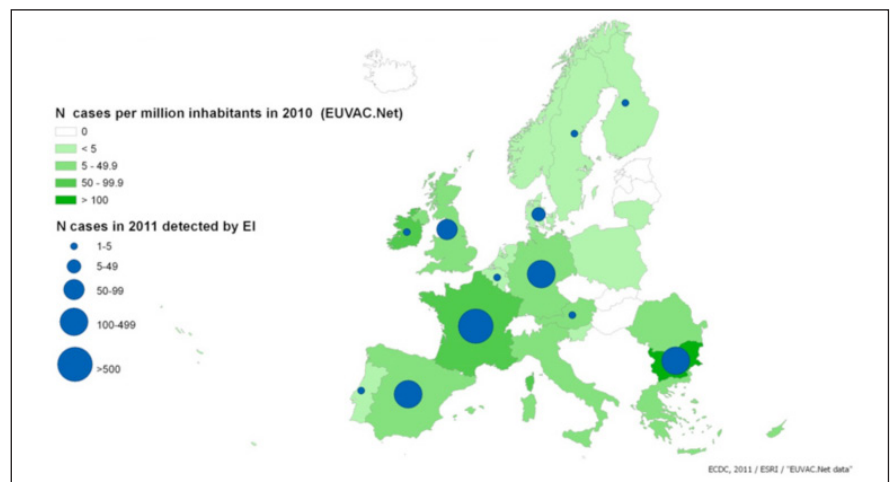 N cases per million inhabitants in 2010 (EUVAC.Net)
0
< 5
5 - 49.9
50 - 99.9
> 100
N cases in 2011 detected by EI
1-5
5-49
50-99
100-499
>500
ECDC, 2011 / ESRI / "EUVAC.Net data"